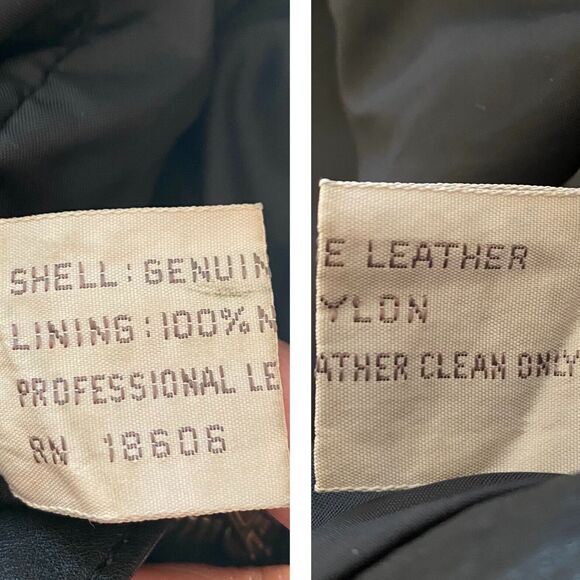 SHELL: GENUIN
LINING: 100% N
PROFESSIONAL LE
RN 18606
E LEATHER
YLON
ATHER CLEAN ONLY